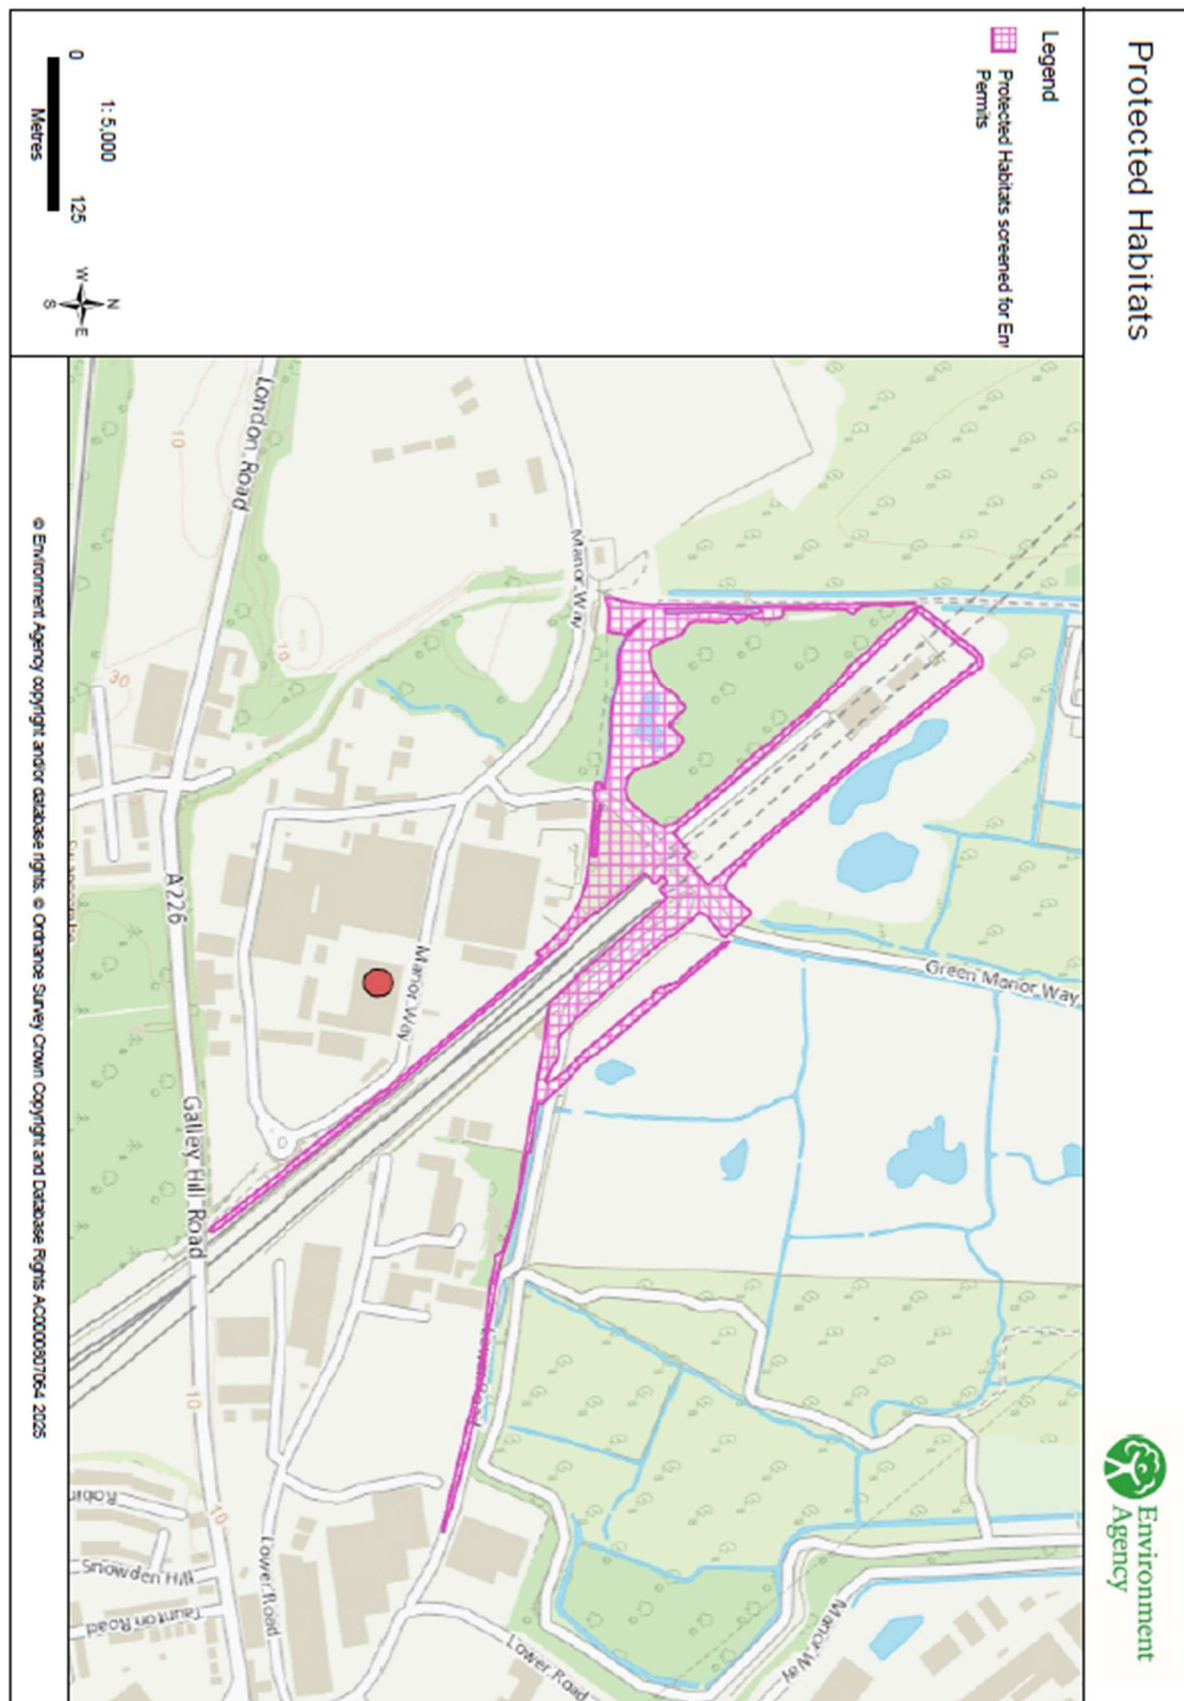 Protected Habitats
Environment
Agency
Legend
Protected Habitats screened for En
Permits
1: 5,000
0
125
Metres
N
W
E
S
Green Manor Way
Manor Way
Manor Way
Manor Way
London Road
10
10
30
A226
Galley Hill Road
10
10
Lower Road
Lower Road
Snowden Hill
Taunton Road
© Environment Agency copyright and/or database rights. © Ordnance Survey Crown Copyright and Database Rights AC0000807064 2025